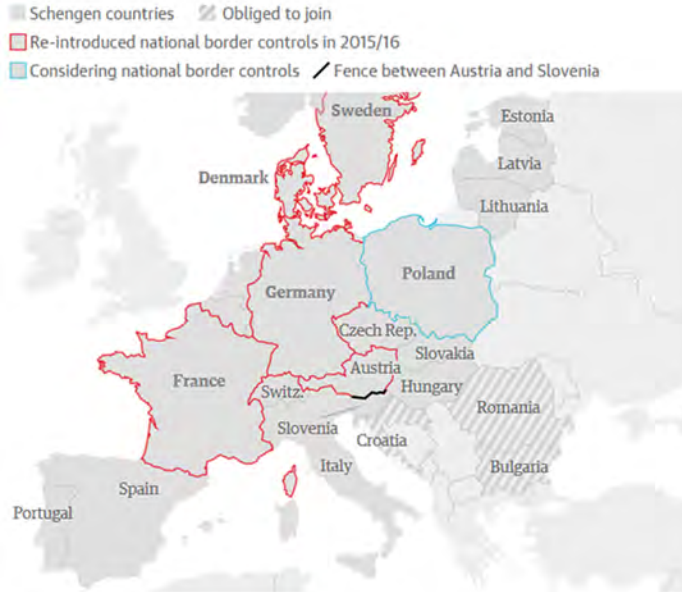 Schengen countries Obliged to join
Re-introduced national border controls in 2015/16
Considering national border controls Fence between Austria and Slovenia
Sweden
Estonia
Latvia
Denmark
Lithuania
Poland
Germany
Czech Rep.
Slovakia
Austria
France
Switz.
Hungary
Romania
Slovenia
Croatia
Italy
Bulgaria
Spain
Portugal